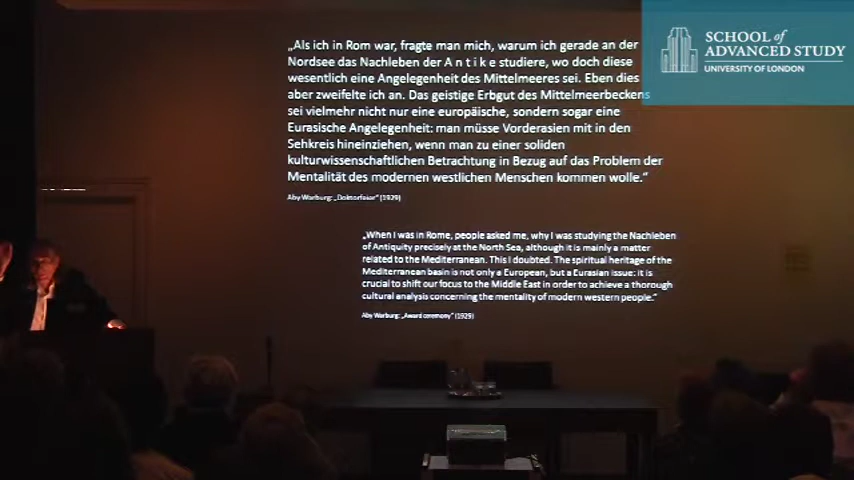 „Als ich in Rom war, fragte man mich, warum ich gerade an der
Nordsee das Nachleben der A n t i k e studiere, wo doch diese
wesentlich eine Angelegenheit des Mittelmeeres sei. Eben dies
aber zweifelte ich an. Das geistige Erbgut des Mittelmeerbeckens
sei vielmehr nicht nur eine europäische, sondern sogar eine
Eurasische Angelegenheit: man müsse Vorderasien mit in den
Sehkreis hineinziehen, wenn man zu einer soliden
kulturwissenschaftlichen Betrachtung in Bezug auf das Problem der
Mentalität des modernen westlichen Menschen kommen wolle.“
Aby Warburg: „Doktorfeier“ (1929)
„When I was in Rome, people asked me, why I was studying the Nachleben
of Antiquity precisely at the North Sea, although it is mainly a matter
related to the Mediterranean. This I doubted. The spiritual heritage of the
Mediterranean basin is not only a European, but a Eurasian issue: it is
crucial to shift our focus to the Middle East in order to achieve a thorough
cultural analysis concerning the mentality of modern western people.“
Aby Warburg: „Award ceremony“ (1929)
SCHOOL of
ADVANCED STUDY
UNIVERSITY OF LONDON